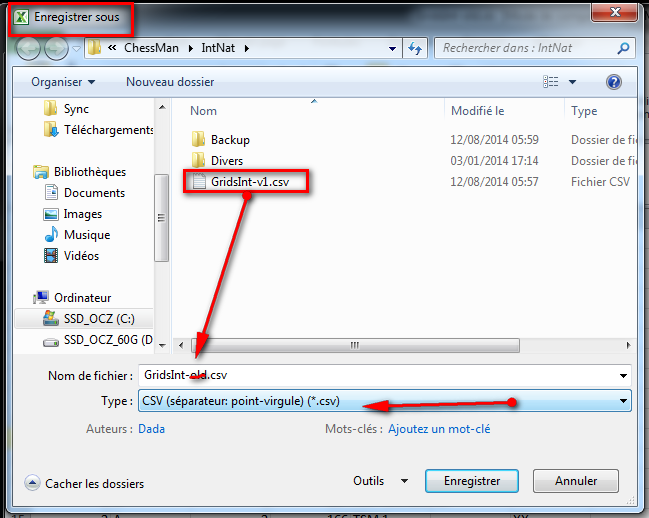 Enregistrer sous
« ChessMan ▸ IntNat ▸
Rechercher dans : IntNat
Organiser
Nouveau dossier
Nom Modifié le Type
Sync
Téléchargements
Bibliothèques
Documents
Images
Musique
Vidéos
Ordinateur
SSD_OCZ (C:)
SSD_OCZ_60G (D
Backup 12/08/2014 05:59 Dossier de fic
Divers 03/01/2014 17:14 Dossier de fic
GridsInt-v1.csv 12/08/2014 05:57 Fichier CSV
Nom de fichier : GridsInt-old.csv
Type : CSV (séparateur: point-virgule) (*.csv)
Auteurs : Dada
Mots-clés : Ajoutez un mot-clé
Cacher les dossiers
Outils
Enregistrer
Annuler